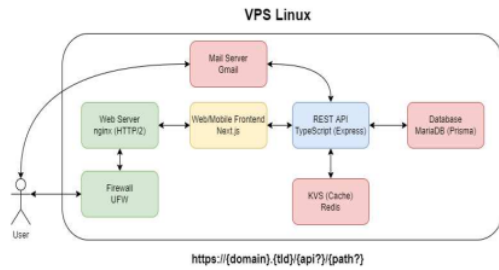 VPS Linux
Mail Server
Gmail
Web Server
nginx (HTTP/2)
Web/Mobile Frontend
Next.js
REST API
TypeScript (Express)
Database
MariaDB (Prisma)
Firewall
UFW
KVS (Cache)
Redis
User
https://{domain}.{tld}/{api?}/{path?}